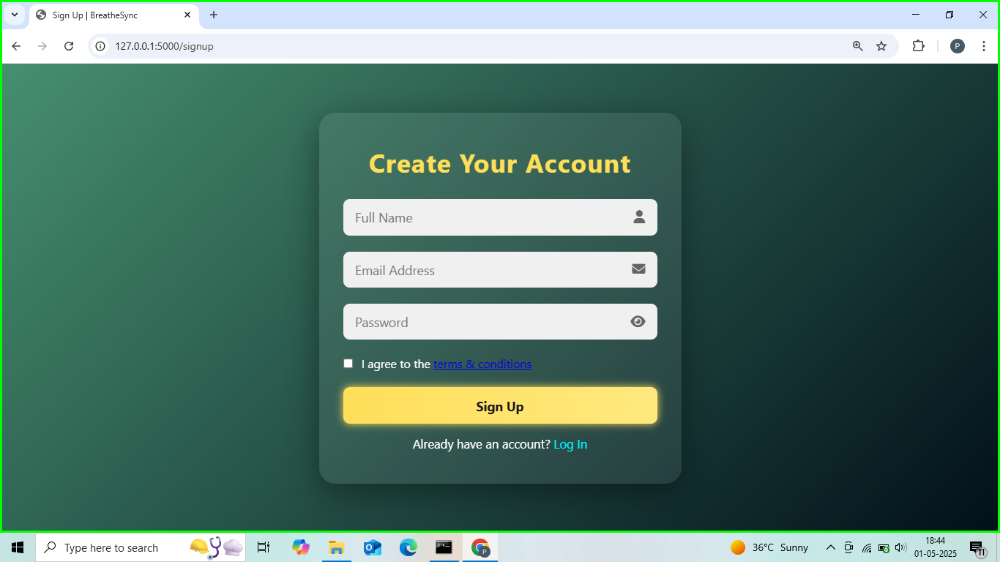 Sign Up | BreatheSync
127.0.0.1:5000/signup
P
Create Your Account
Full Name
Email Address
Password
I agree to the terms & conditions
Sign Up
Already have an account? Log In
Type here to search
P
36°C Sunny
18:44
01-05-2025
11